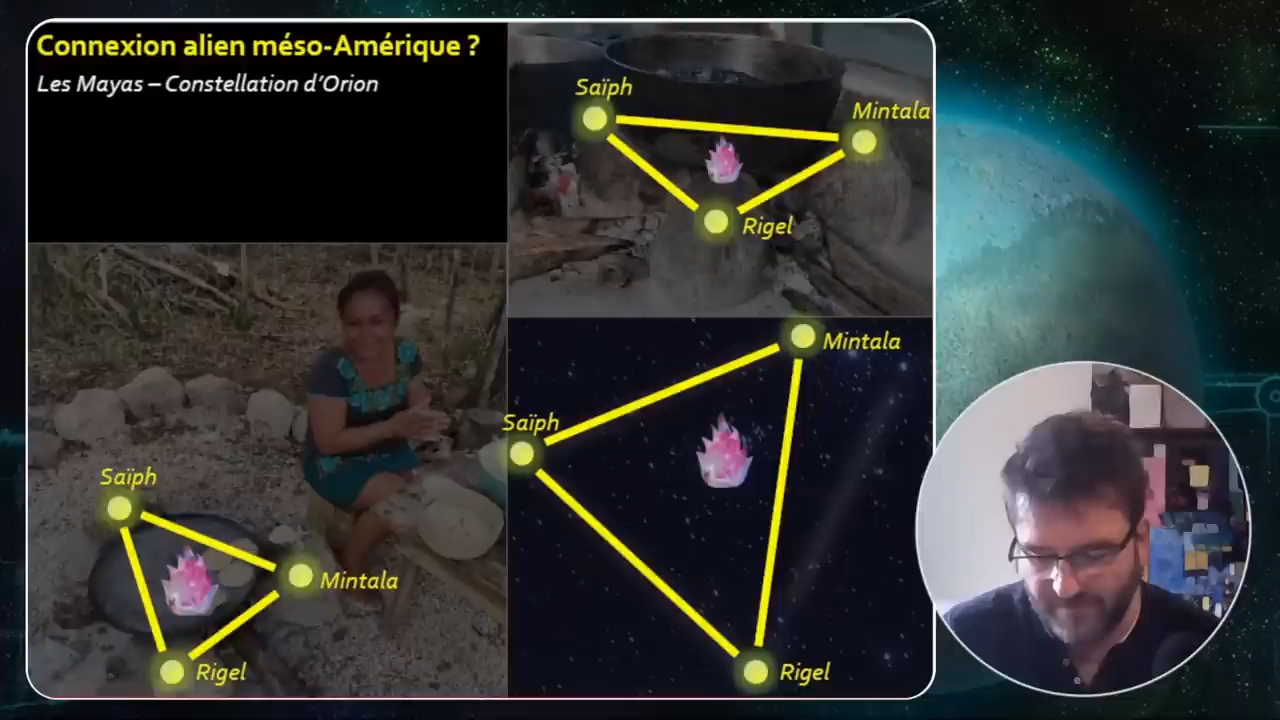 Connexion alien méso-Amérique ?
Les Mayas – Constellation d'Orion
Saïph
Mintala
Rigel
Saïph
Mintala
Rigel
Mintala
Saïph
Rigel